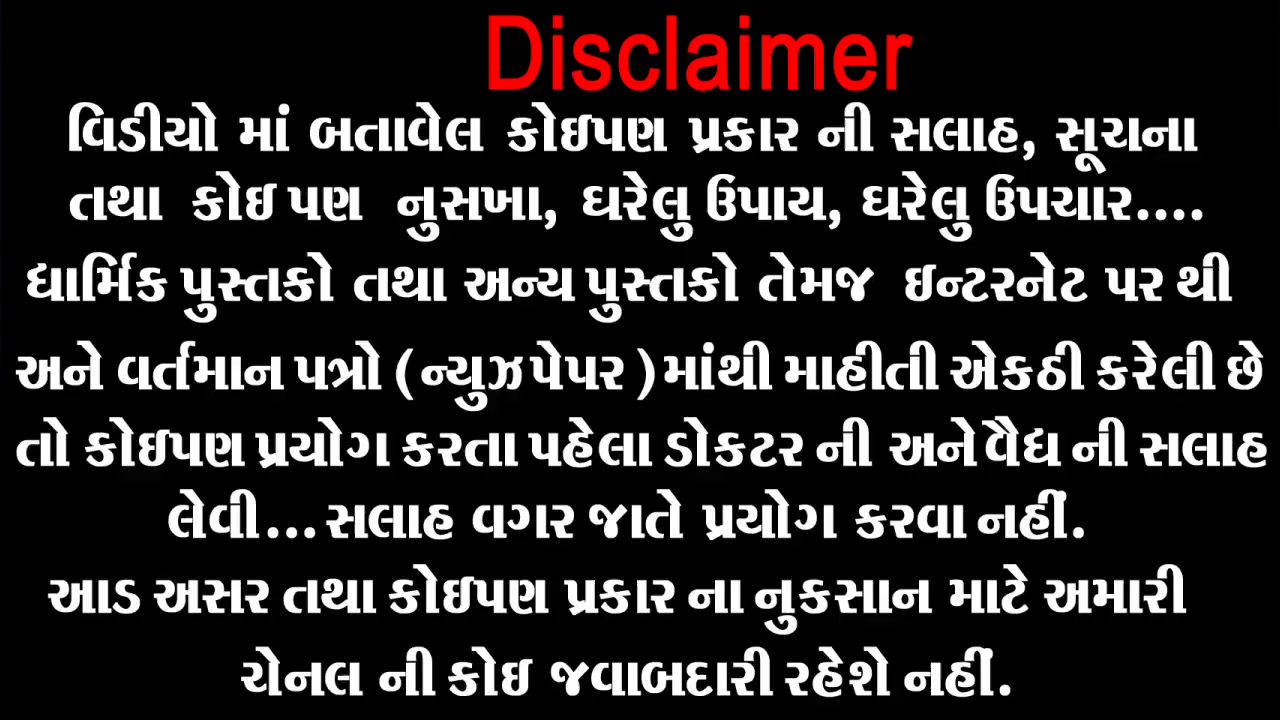 Disclaimer
વિડીયો માં બતાવેલ કોઇપણ પ્રકાર ની સલાહ, સૂચના
તથા કોઇ પણ નુસખા, ઘરેલુ ઉપાય, ઘરેલુ ઉપચાર....
ધાર્મિક પુસ્તકો તથા અન્ય પુસ્તકો તેમજ ઇન્ટરનેટ પર થી
અને વર્તમાન પત્રો ( ન્યુઝપેપર ) માંથી માહીતી એકઠી કરેલી છે
તો કોઇપણ પ્રયોગ કરતા પહેલા ડોકટર ની અને વૈદ્ય ની સલાહ
લેવી...સલાહ વગર જાતે પ્રયોગ કરવા નહીં.
આડ અસર તથા કોઇપણ પ્રકાર ના નુકસાન માટે અમારી
ચેનલ ની કોઇ જવાબદારી રહેશે નહીં.